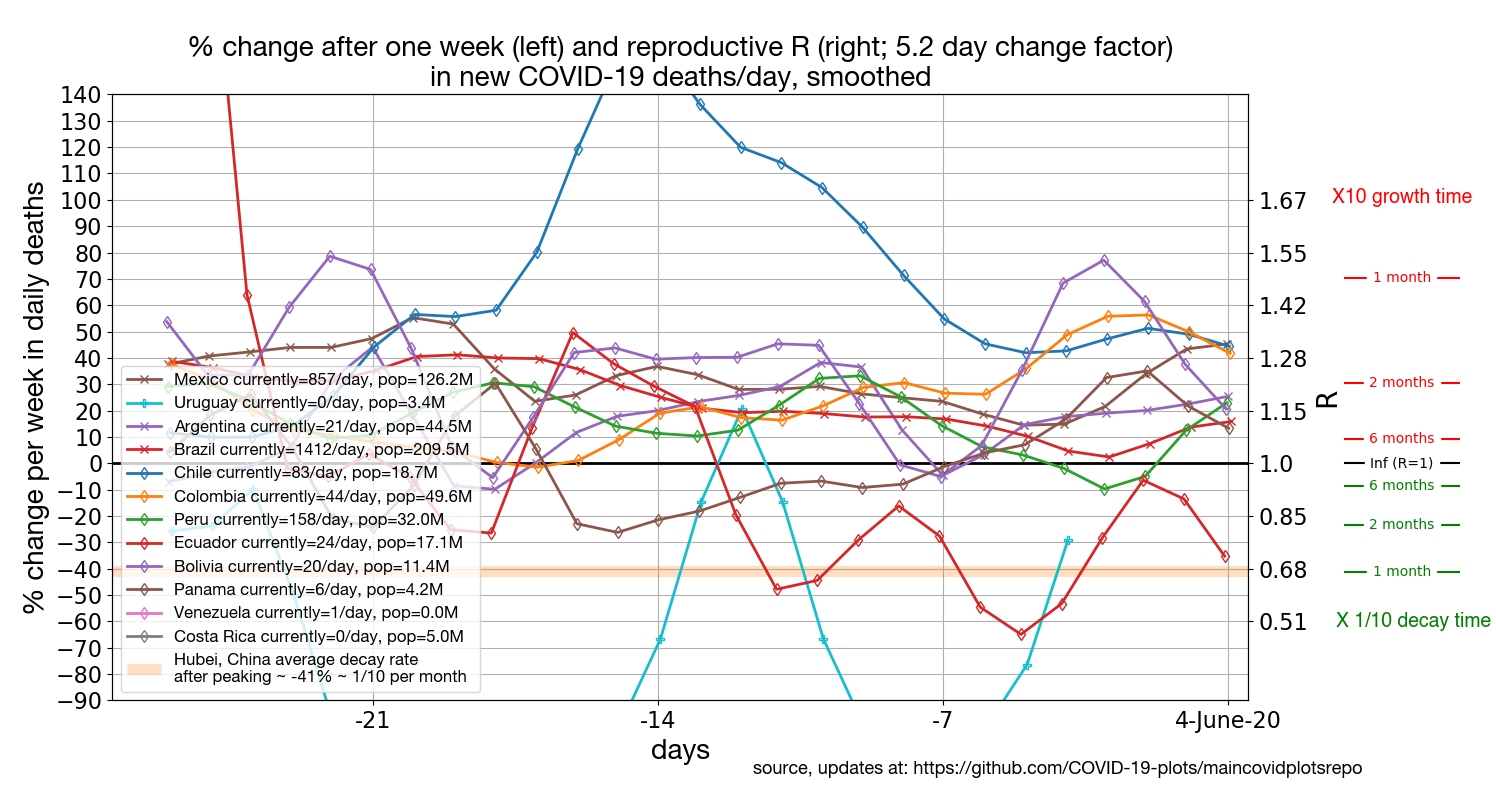 % change after one week (left) and reproductive R (right; 5.2 day change factor)
in new COVID-19 deaths/day, smoothed
% change per week in daily deaths
140
130
120
110
100
90
80
70
60
50
40
30
20
10
0
−10
−20
−30
−40
−50
−60
−70
−80
−90
Mexico currently=857/day, pop=126.2M
Uruguay currently=0/day, pop=3.4M
Argentina currently=21/day, pop=44.5M
Brazil currently=1412/day, pop=209.5M
Chile currently=83/day, pop=18.7M
Colombia currently=44/day, pop=49.6M
Peru currently=158/day, pop=32.0M
Ecuador currently=24/day, pop=17.1M
Bolivia currently=20/day, pop=11.4M
Panama currently=6/day, pop=4.2M
Venezuela currently=1/day, pop=0.0M
Costa Rica currently=0/day, pop=5.0M
Hubei, China average decay rate
after peaking ~ -41% ~ 1/10 per month
1.67
1.55
1.42
1.28
1.15
1.0
0.85
0.68
0.51
R
X10 growth time
1 month
2 months
6 months
Inf (R=1)
6 months
2 months
1 month
X 1/10 decay time
-21
-14
-7
4-June-20
days
source, updates at: https://github.com/COVID-19-plots/maincovidplotsrepo